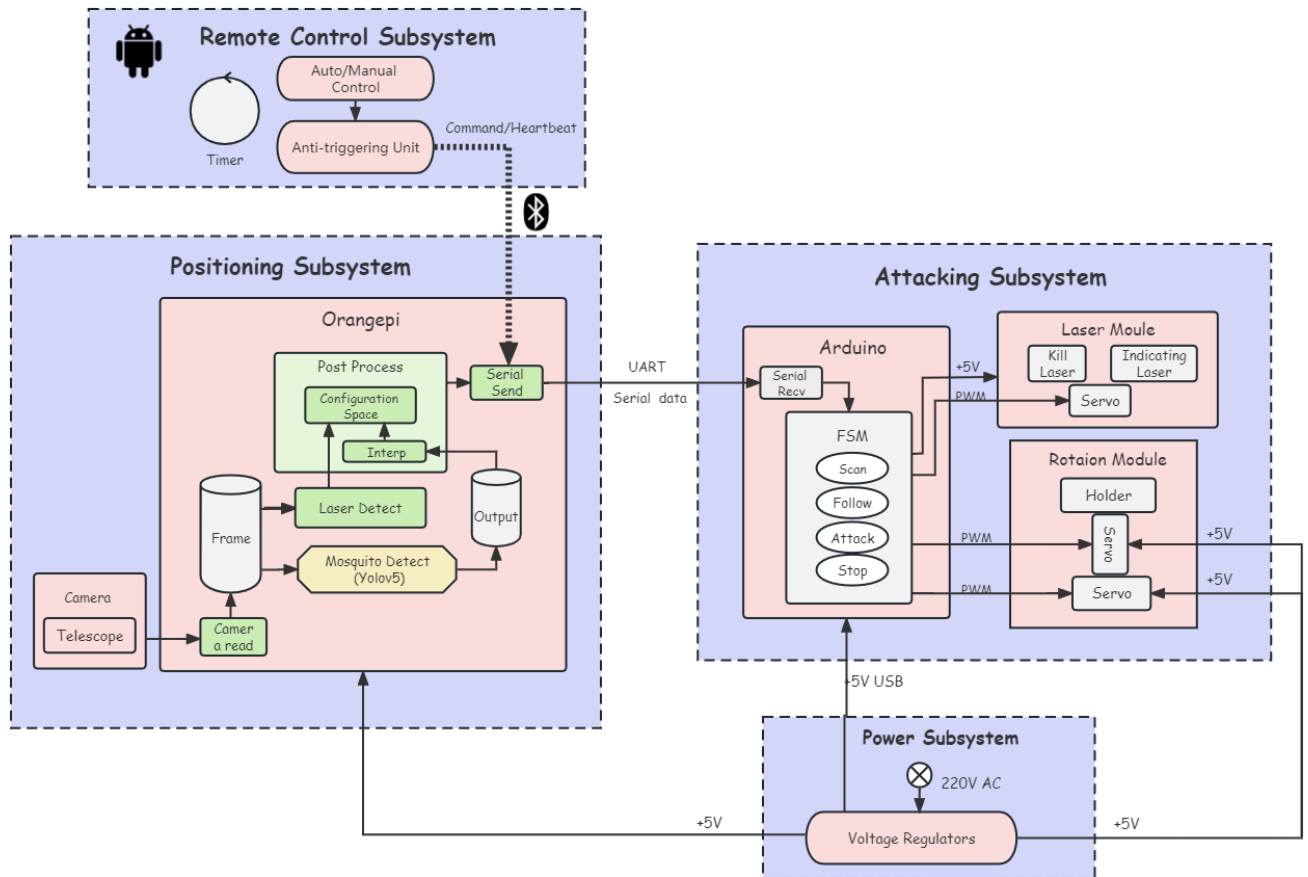 Remote Control Subsystem
Auto/Manual
Control
Timer
Anti-triggering Unit
Command/Heartbeat
Positioning Subsystem
Orangepi
Post Process
Configuration
Space
Interp
Serial
Send
Laser Detect
Output
Frame
Mosquito Detect
(Yolov5)
Camera
Telescope
Camer
a read
UART
Serial data
Attacking Subsystem
Arduino
Serial
Recv
FSM
Scan
Follow
Attack
Stop
+5V
PWM
Laser Moule
Kill
Laser
Indicating
Laser
Servo
Rotaion Module
Holder
Servo
Servo
PWM
PWM
+5V
+5V
+5V USB
Power Subsystem
220V AC
Voltage Regulators
+5V
+5V